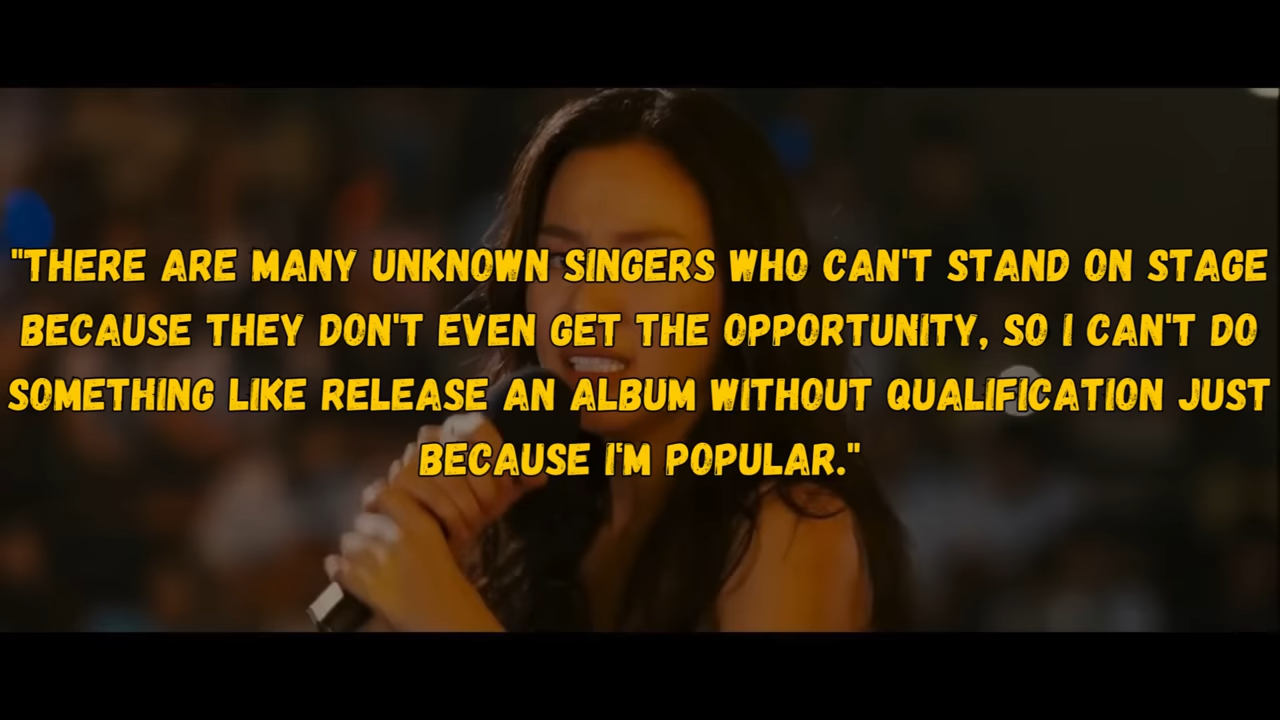 "THERE ARE MANY UNKNOWN SINGERS WHO CAN'T STAND ON STAGE
BECAUSE THEY DON'T EVEN GET THE OPPORTUNITY, SO I CAN'T DO
SOMETHING LIKE RELEASE AN ALBUM WITHOUT QUALIFICATION JUST
BECAUSE I'M POPULAR."